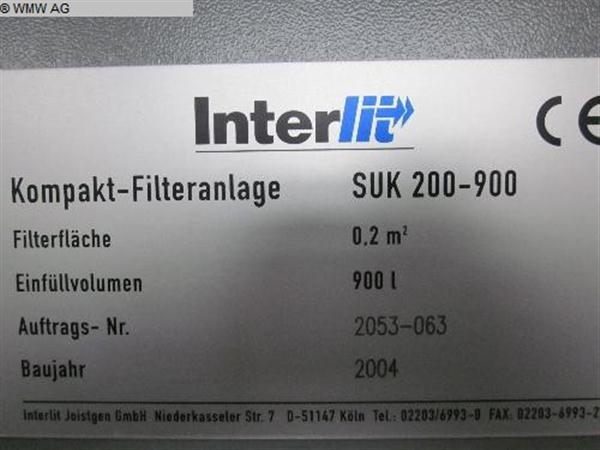 ® WMW AG
Interlit
CE
Kompakt-Filteranlage SUK 200-900
Filterfläche 0,2 m²
Einfüllvolumen 900 l
Auftrags- Nr. 2053-063
Baujahr 2004
Interlit Joistgen GmbH Niederkasseler Str. 7 D-51147 Köln Tel.: 02203/6993-0 FAX: 02203-6993-2